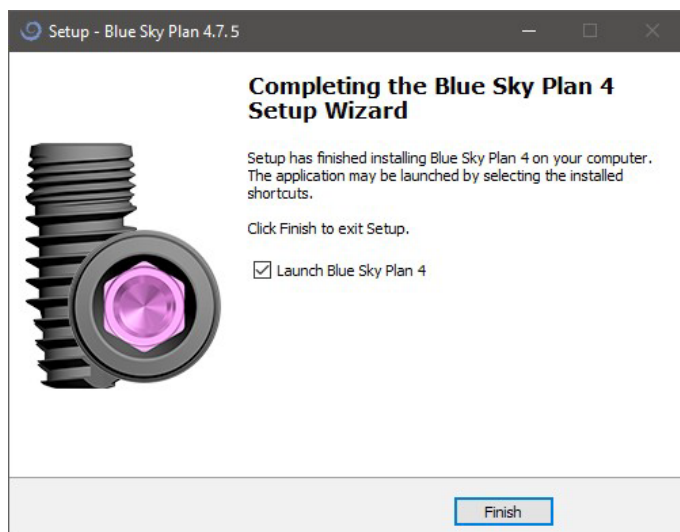 Setup - Blue Sky Plan 4.7.5
Completing the Blue Sky Plan 4
Setup Wizard
Setup has finished installing Blue Sky Plan 4 on your computer.
The application may be launched by selecting the installed
shortcuts.
Click Finish to exit Setup.
Launch Blue Sky Plan 4
Finish